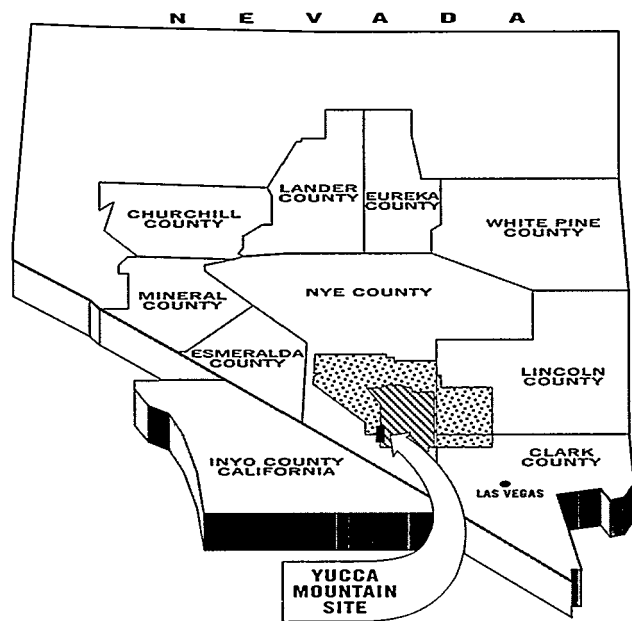 NEVADA
LANDER
COUNTY
EUREKA
COUNTY
CHURCHILL
COUNTY
WHITE PINE
COUNTY
MINERAL
COUNTY
NYE COUNTY
ESMERALDA
COUNTY
LINCOLN
COUNTY
INYO COUNTY
CALIFORNIA
CLARK
COUNTY
LAS VEGAS
YUCCA
MOUNTAIN
SITE